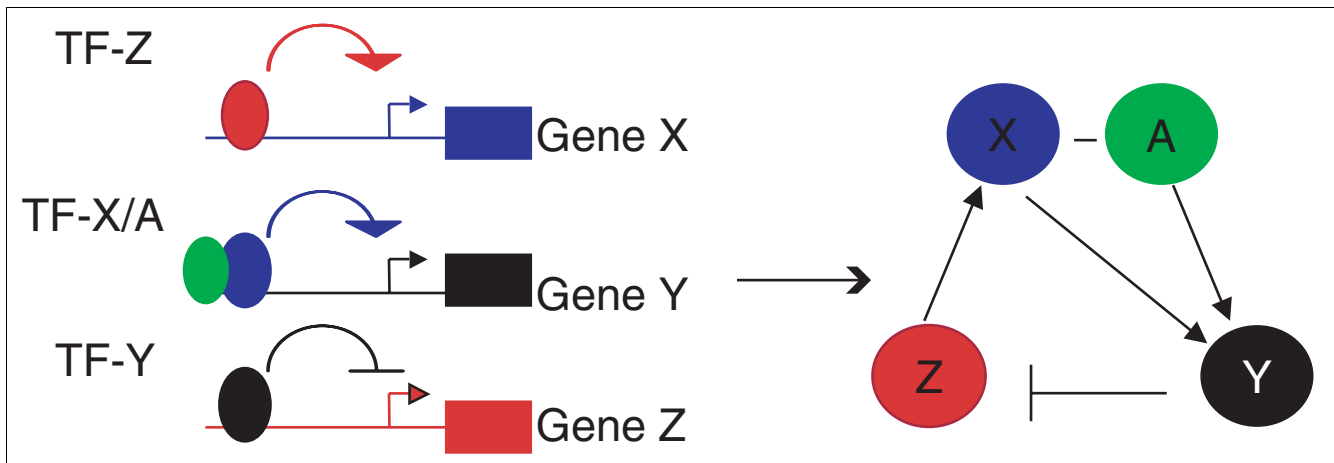 TF-Z
Gene X
TF-X/A
Gene Y
TF-Y
Gene Z
X
A
Z
Y